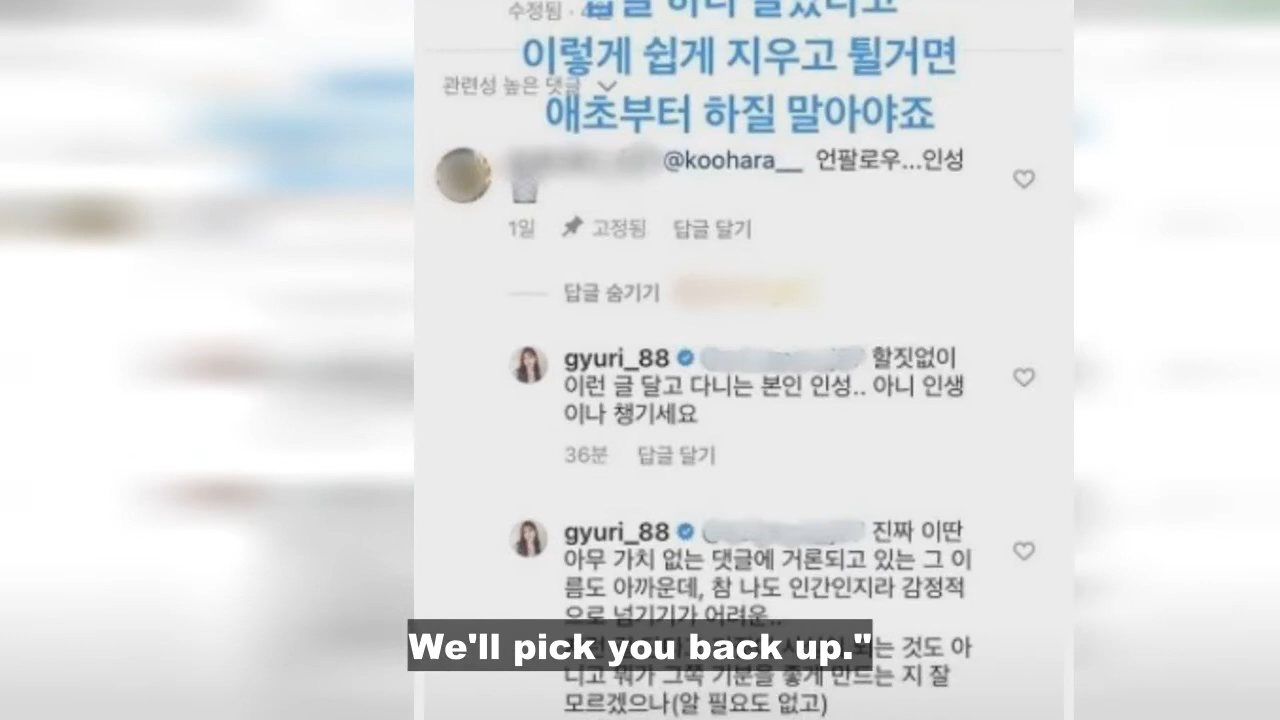 수정됨 ·
이렇게 쉽게 지우고 튈거면
관련성 높은 댓글
애초부터 하질 말아야죠
@koohara__ 언팔로우...인성
1일 고정됨 답글 달기
답글 숨기기
gyuri_88 할짓없이
이런 글 달고 다니는 본인 인성.. 아니 인생
이나 챙기세요
36분 답글 달기
gyuri_88 진짜 이딴
아무 가치 없는 댓글에 거론되고 있는 그 이
름도 아까운데, 참 나도 인간인지라 감정적
으로 넘기기가 어려운..
We'll pick you back up."
되는 것도 아
니고 뭐가 그쪽 기분을 좋게 만드는 지 잘
모르겠으나(알 필요도 없고)